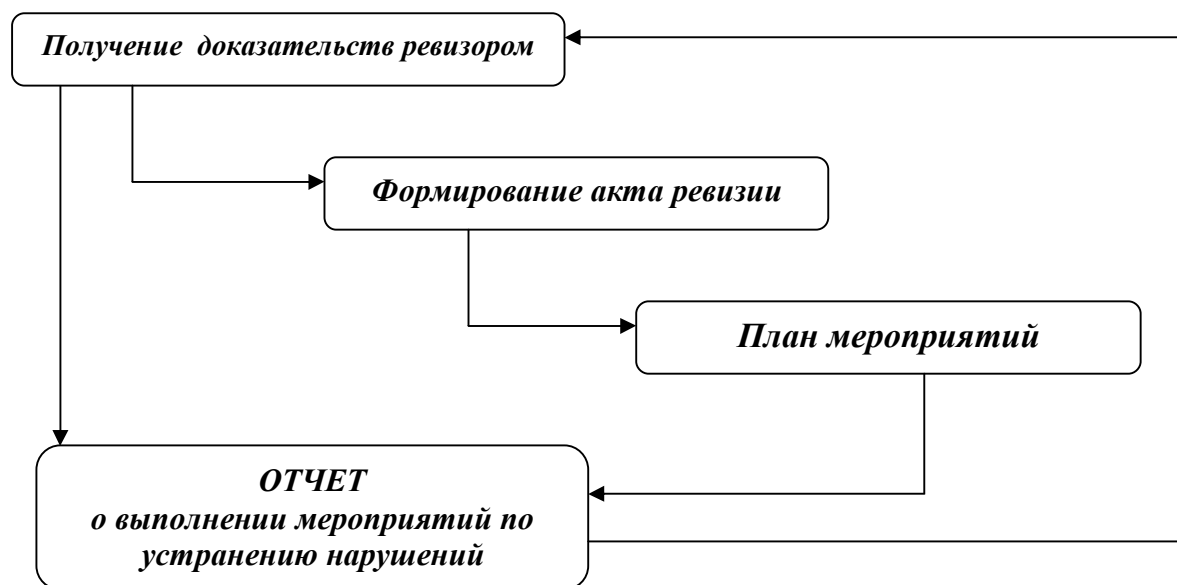 Получение доказательств ревизором
Формирование акта ревизии
План мероприятий
ОТЧЕТ
о выполнении мероприятий по
устранению нарушений